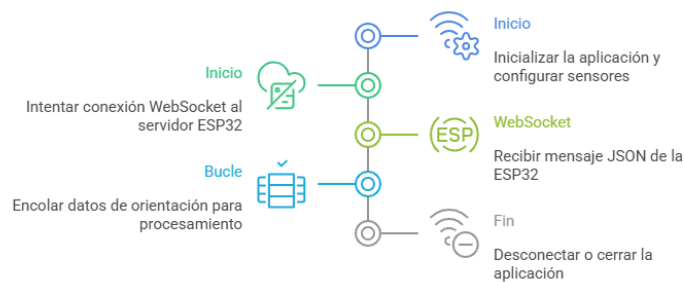 Inicio
Inicializar la aplicación y
configurar sensores
Inicio
Intentar conexión WebSocket al
servidor ESP32
ESP
WebSocket
Recibir mensaje JSON de la
ESP32
Bucle
Encolar datos de orientación para
procesamiento
Fin
Desconectar o cerrar la
aplicación